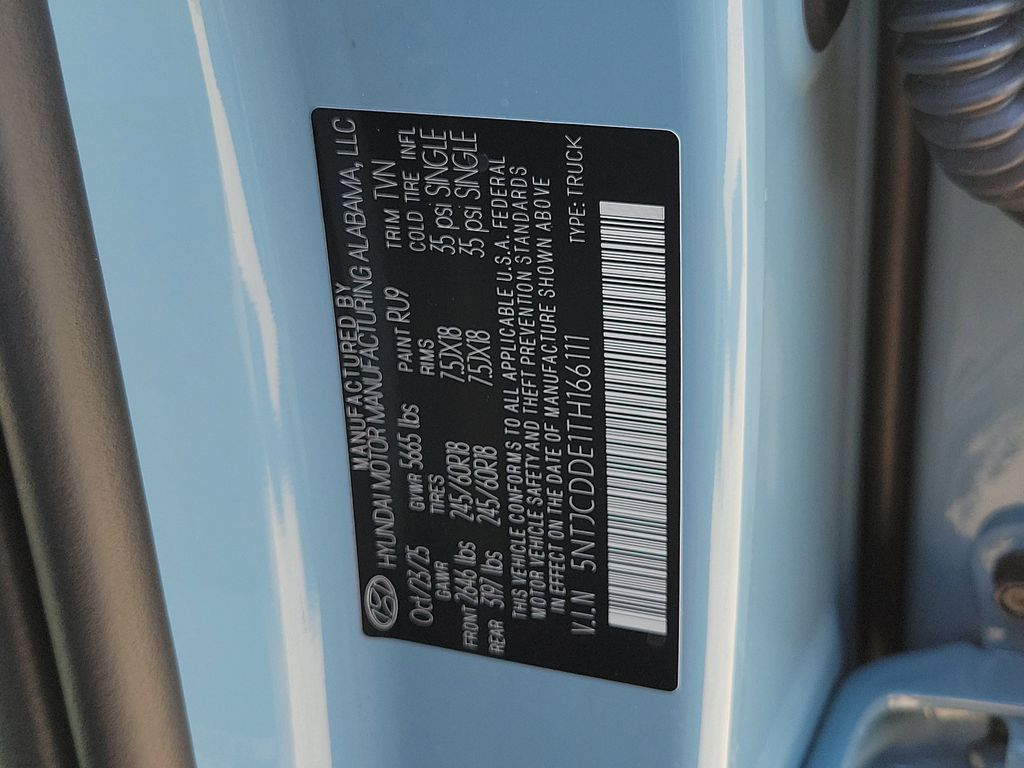 MANUFACTURED BY
HYUNDAI MOTOR MANUFACTURING ALABAMA, LLC
Oct/23/25 GVWR 5665 lbs PAINT RU9 TRIM TVN
GAWR TIRES RMS COLD TIRE INFL
FRONT 2646 lbs 245/60R18 7.5JX18 35 psi SINGLE
REAR 3197 lbs 245/60R18 7.5JX18 35 psi SINGLE
THIS VEHICLE CONFORMS TO ALL APPLICABLE U.S.A. FEDERAL
MOTOR VEHICLE SAFETY AND THEFT PREVENTION STANDARDS
IN EFFECT ON THE DATE OF MANUFACTURE SHOWN ABOVE
V.I.N 5NTJCDDE1TH166111 TYPE: TRUCK